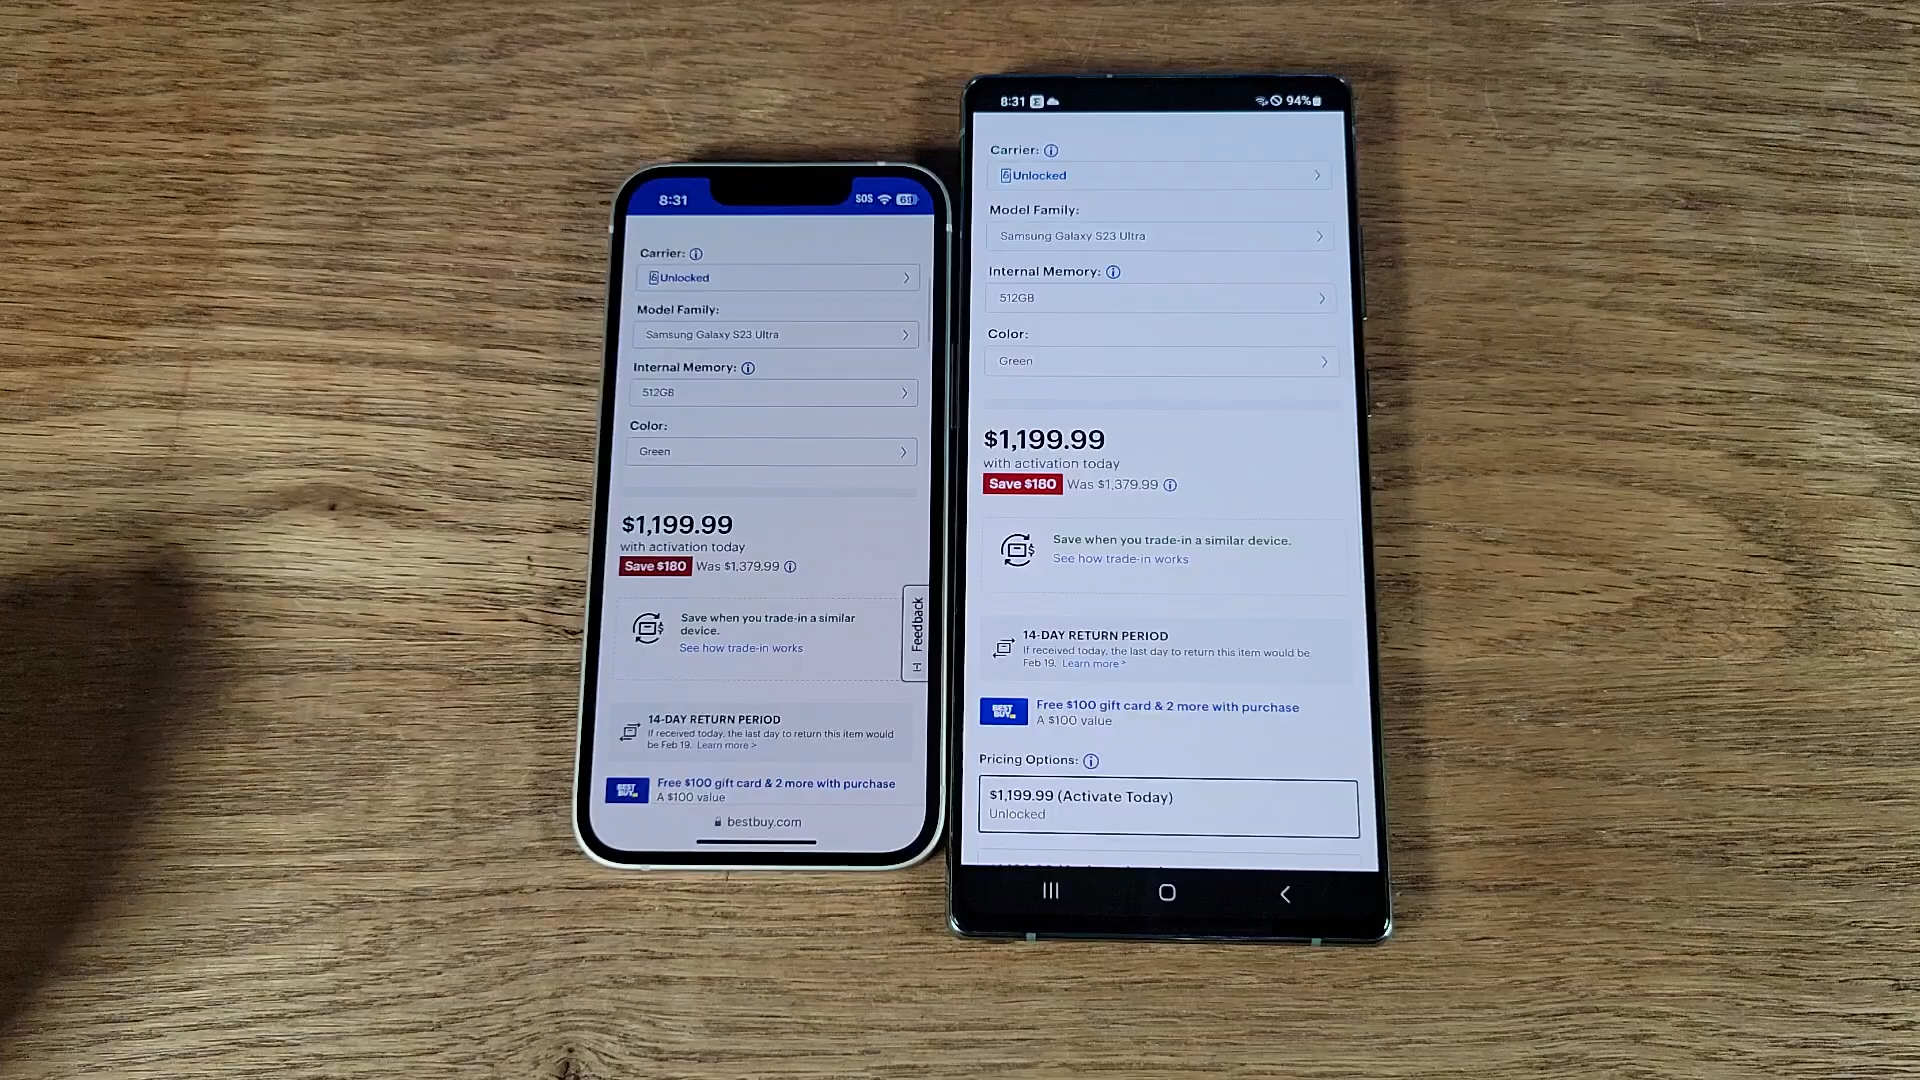 8:31
SOS 69
Carrier:
Unlocked
Model Family:
Samsung Galaxy S23 Ultra
Internal Memory:
512GB
Color:
Green
$1,199.99
with activation today
Save $180 Was $1,379.99
Save when you trade-in a similar
device.
See how trade-in works
Feedback
14-DAY RETURN PERIOD
If received today, the last day to return this item would
be Feb 19. Learn more >
BEST
BUY
Free $100 gift card & 2 more with purchase
A $100 value
bestbuy.com
8:31
94%
Carrier:
Unlocked
Model Family:
Samsung Galaxy S23 Ultra
Internal Memory:
512GB
Color:
Green
$1,199.99
with activation today
Save $180 Was $1,379.99
Save when you trade-in a similar device.
See how trade-in works
14-DAY RETURN PERIOD
If received today, the last day to return this item would be
Feb 19. Learn more >
BEST
BUY
Free $100 gift card & 2 more with purchase
A $100 value
Pricing Options:
$1,199.99 (Activate Today)
Unlocked